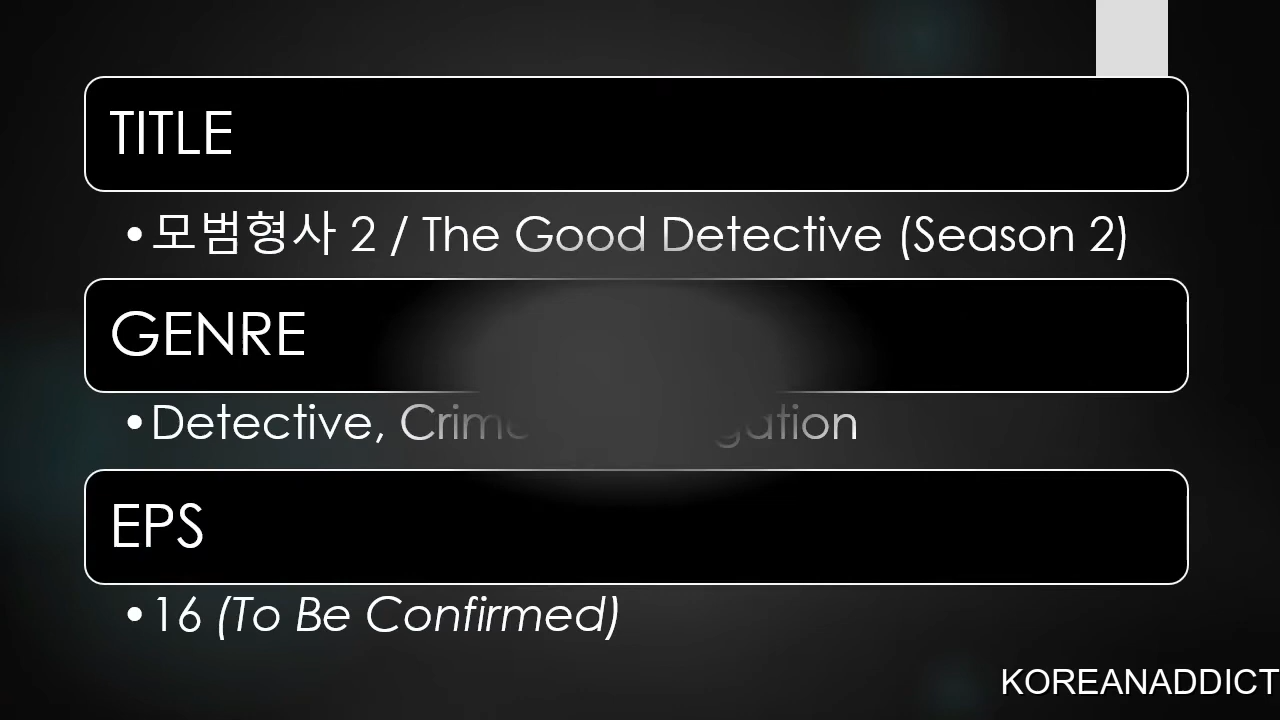 TITLE
•모범형사 2 / The Good Detective (Season 2)
GENRE
•Detective,
EPS
•16 (To Be Confirmed)
KOREANADDICT